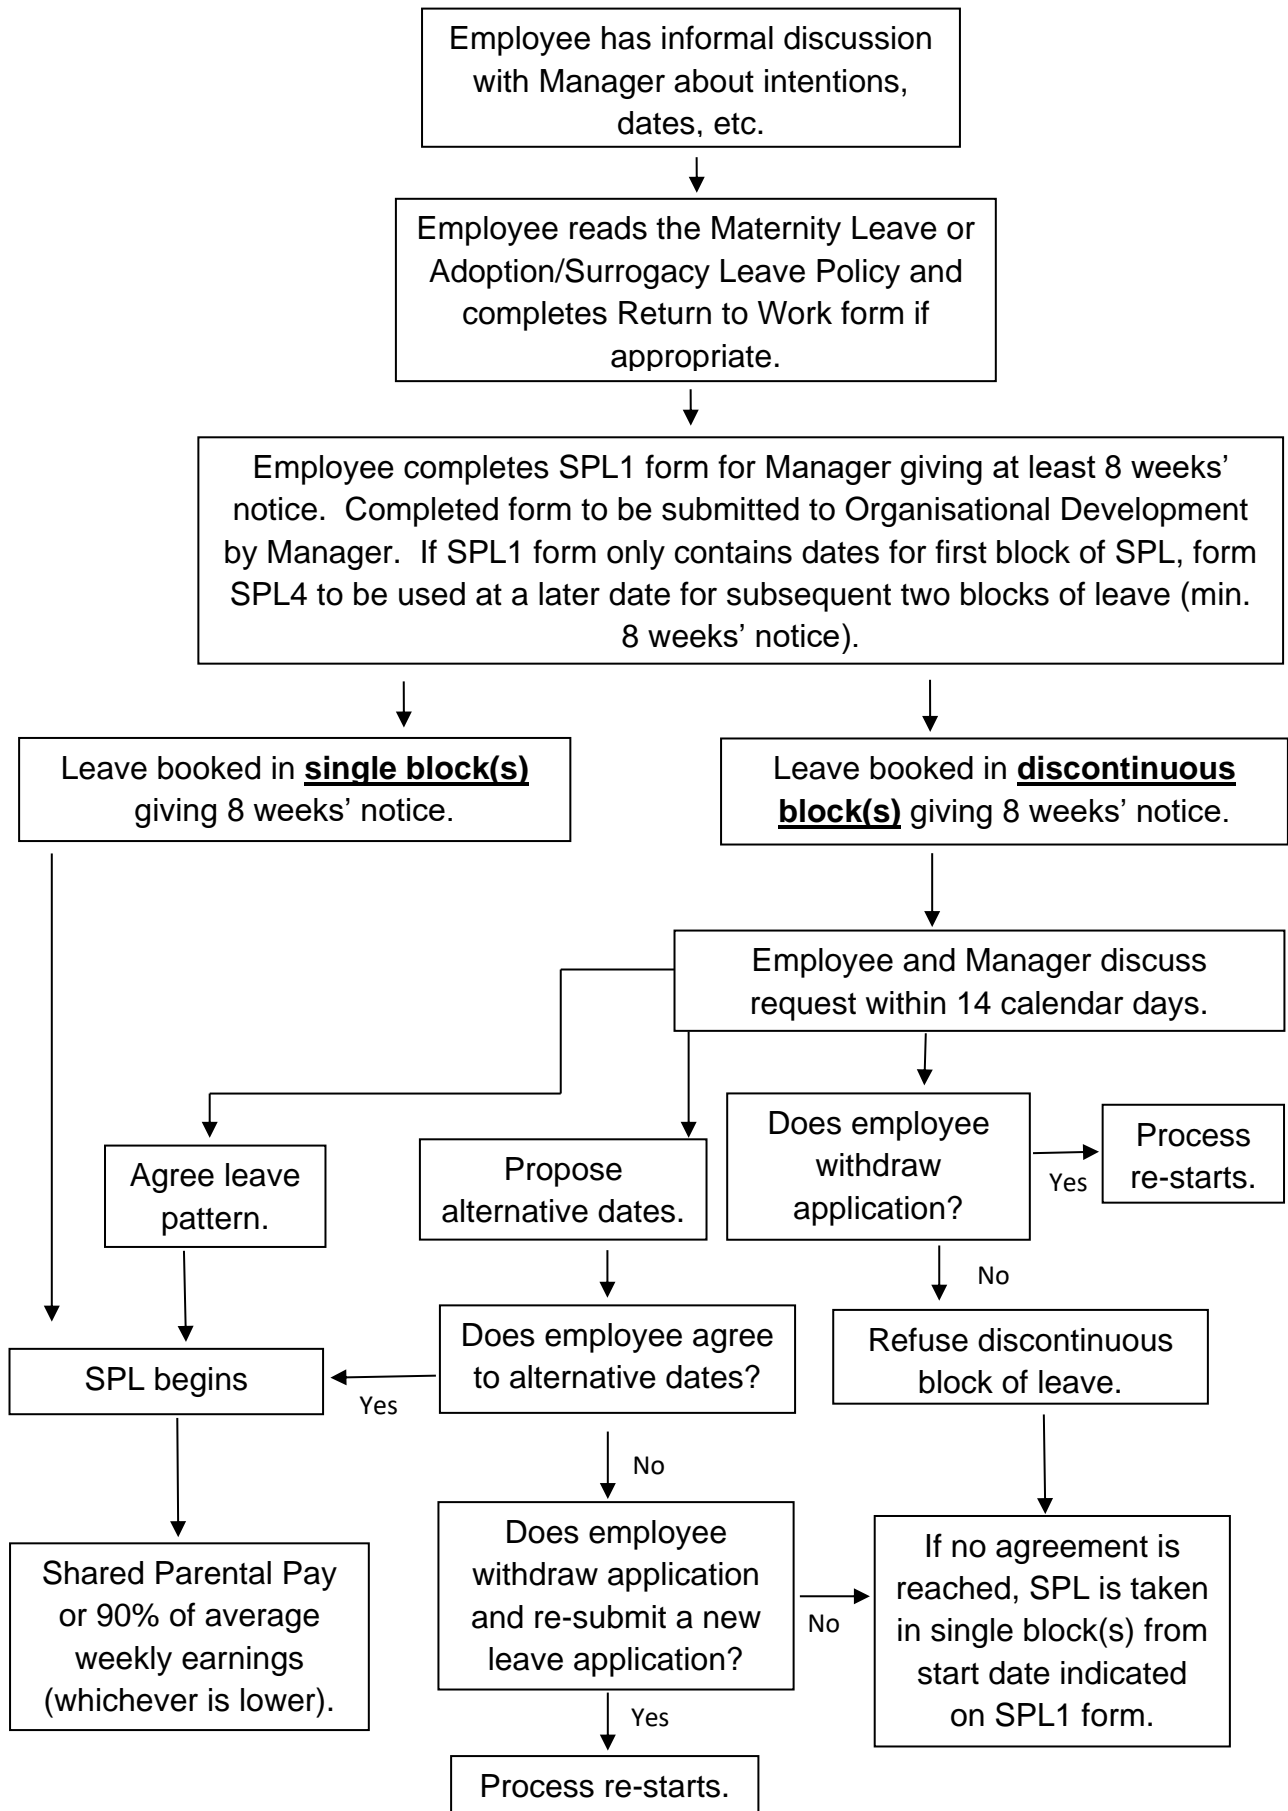 Employee has informal discussion
with Manager about intentions,
dates, etc.
Employee reads the Maternity Leave or
Adoption/Surrogacy Leave Policy and
completes Return to Work form if
appropriate.
Employee completes SPL1 form for Manager giving at least 8 weeks’
notice.  Completed form to be submitted to Organisational Development
by Manager.  If SPL1 form only contains dates for first block of SPL, form
SPL4 to be used at a later date for subsequent two blocks of leave (min.
8 weeks’ notice).
Leave booked in single block(s)
giving 8 weeks’ notice.
Leave booked in discontinuous
block(s) giving 8 weeks’ notice.
Employee and Manager discuss
request within 14 calendar days.
Agree leave
pattern.
Propose
alternative dates.
Does employee
withdraw
application?
Yes
Process
re-starts.
No
SPL begins
Yes
Does employee agree
to alternative dates?
Refuse discontinuous
block of leave.
No
Shared Parental Pay
or 90% of average
weekly earnings
(whichever is lower).
Does employee
withdraw application
and re-submit a new
leave application?
No
If no agreement is
reached, SPL is taken
in single block(s) from
start date indicated
on SPL1 form.
Yes
Process re-starts.